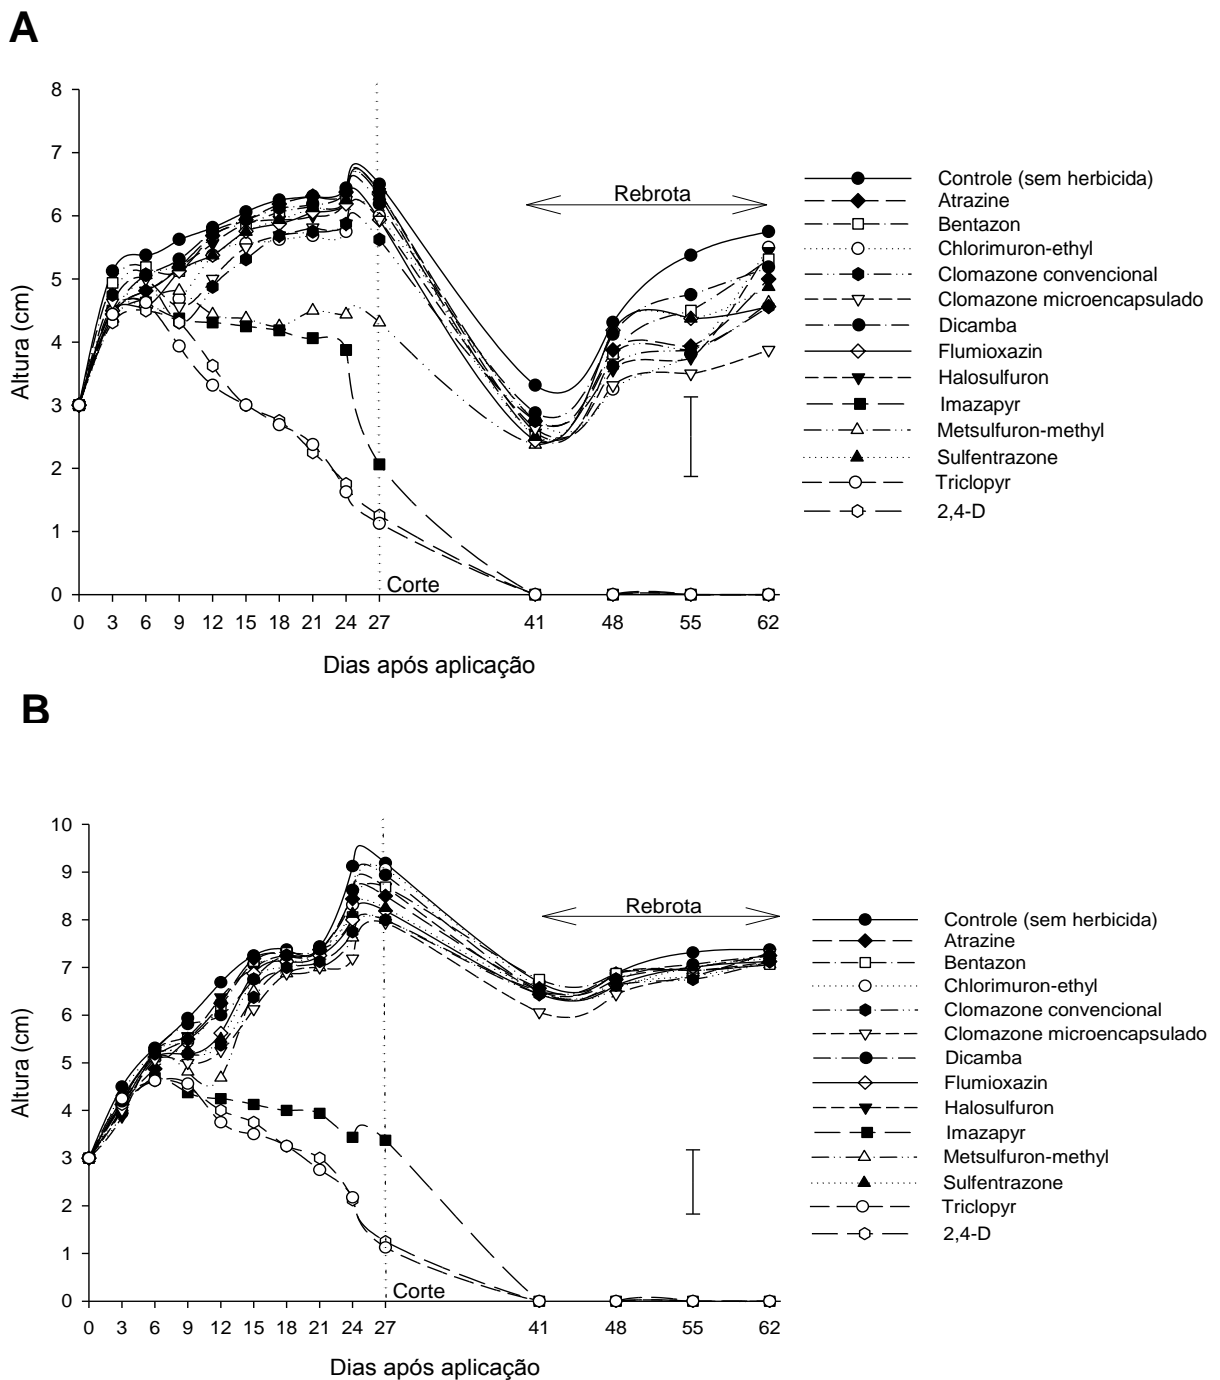 A
8
7
6
5
4
3
2
1
0
Altura (cm)
Rebrota
Corte
0 3 6 9 12 15 18 21 24 27 41 48 55 62
Dias após aplicação
Controle (sem herbicida)
Atrazine
Bentazon
Chlorimuron-ethyl
Clomazone convencional
Clomazone microencapsulado
Dicamba
Flumioxazin
Halosulfuron
Imazapyr
Metsulfuron-methyl
Sulfentrazone
Triclopyr
2,4-D
B
10
9
8
7
6
5
4
3
2
1
0
Altura (cm)
Rebrota
Corte
0 3 6 9 12 15 18 21 24 27 41 48 55 62
Dias após aplicação
Controle (sem herbicida)
Atrazine
Bentazon
Chlorimuron-ethyl
Clomazone convencional
Clomazone microencapsulado
Dicamba
Flumioxazin
Halosulfuron
Imazapyr
Metsulfuron-methyl
Sulfentrazone
Triclopyr
2,4-D